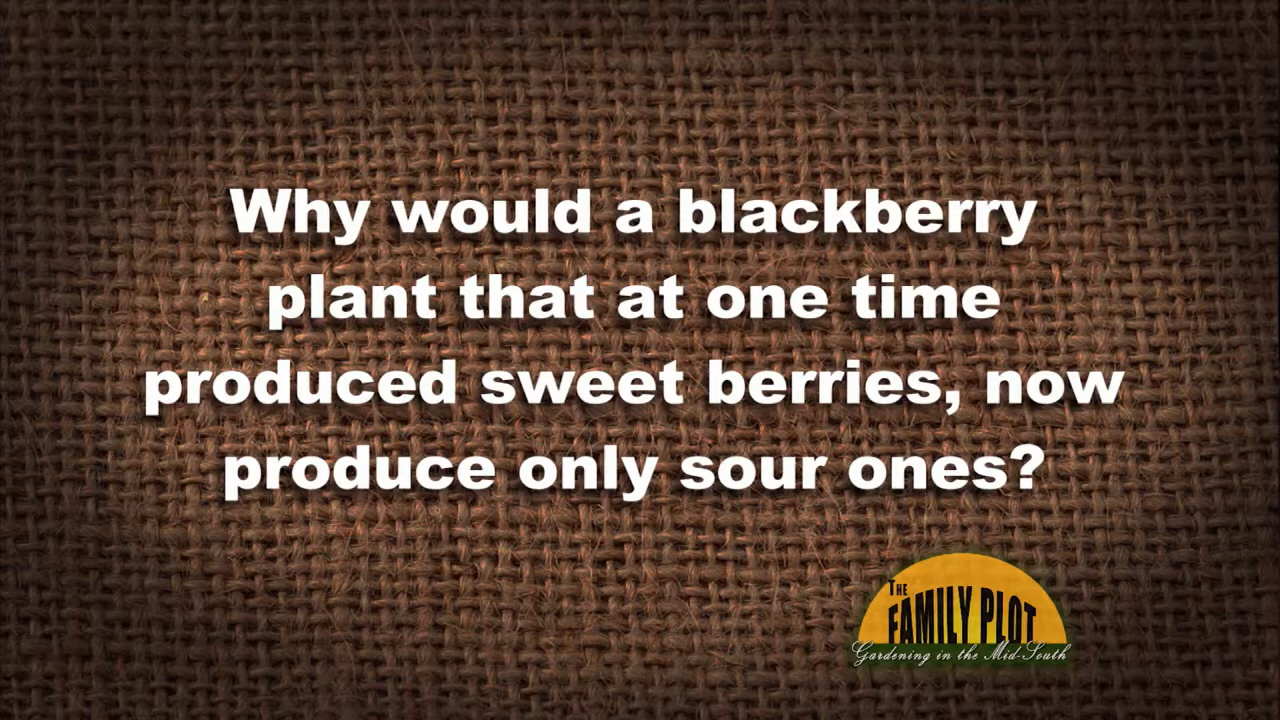 Why would a blackberry
plant that at one time
produced sweet berries, now
produce only sour ones?
THE
FAMILY PLOT
Gardening in the Mid-South